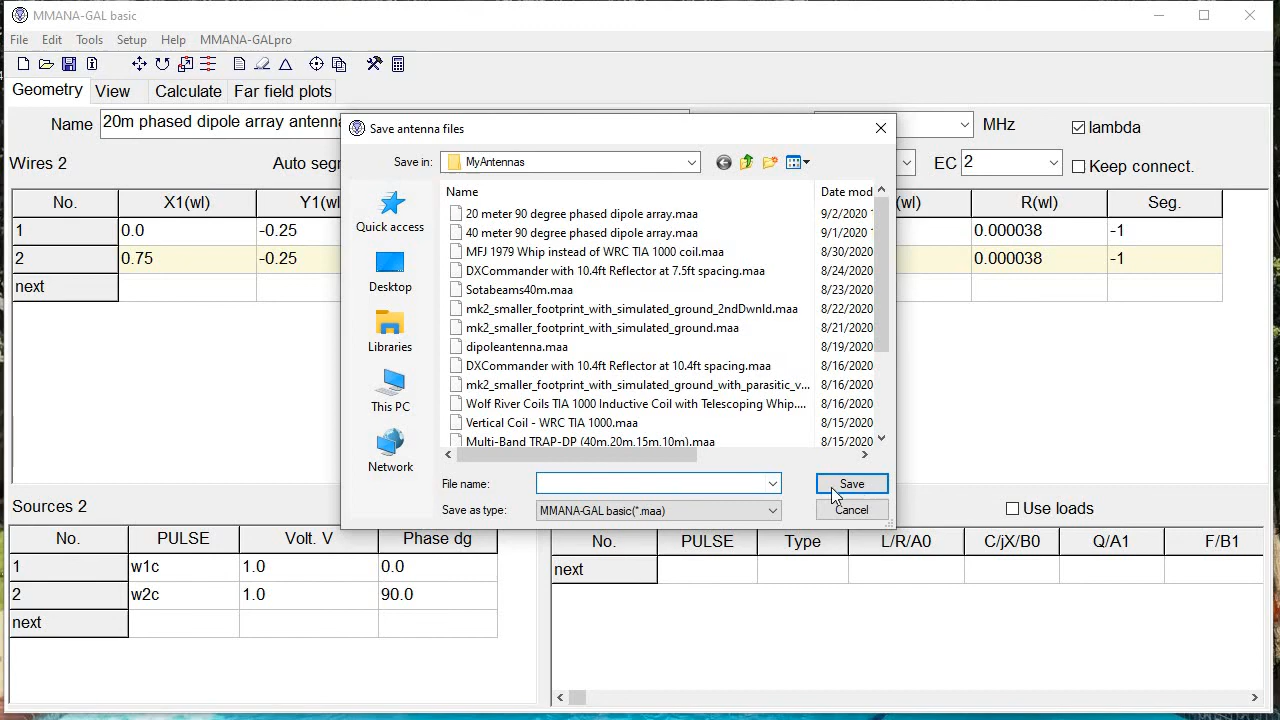 MMANA-GAL basic
File Edit Tools Setup Help MMANA-GALpro
Geometry View Calculate Far field plots
Name 20m phased dipole array antenna
MHz lambda
Wires 2 Auto seg
EC 2 Keep connect.
No. X1(wl) Y1(wl) (wl) R(wl) Seg.
1 0.0 -0.25 0.000038 -1
2 0.75 -0.25 0.000038 -1
next
Save antenna files
Save in: MyAntennas
Name Date mod
20 meter 90 degree phased dipole array.maa 9/2/2020 1
40 meter 90 degree phased dipole array.maa 9/1/2020
MFJ 1979 Whip instead of WRC TIA 1000 coil.maa 8/30/2020
DXCommander with 10.4ft Reflector at 7.5ft spacing.maa 8/24/2020
Sotabeams40m.maa 8/23/2020
mk2_smaller_footprint_with_simulated_ground_2ndDwnld.maa 8/22/2020
mk2_smaller_footprint_with_simulated_ground.maa 8/21/2020
dipoleantenna.maa 8/19/2020
DXCommander with 10.4ft Reflector at 10.4ft spacing.maa 8/16/2020
mk2_smaller_footprint_with_simulated_ground_with_parasitic_v... 8/16/2020
Wolf River Coils TIA 1000 Inductive Coil with Telescoping Whip.... 8/16/2020
Vertical Coil - WRC TIA 1000.maa 8/15/2020
Multi-Band TRAP-DP (40m,20m,15m,10m).maa 8/15/2020
Quick access
Desktop
Libraries
This PC
Network
File name: Save
Save as type: MMANA-GAL basic(*.maa) Cancel
Sources 2
Use loads
No. PULSE Volt. V Phase dg
1 w1c 1.0 0.0
2 w2c 1.0 90.0
next
No. PULSE Type L/R/A0 C/jX/B0 Q/A1 F/B1
next